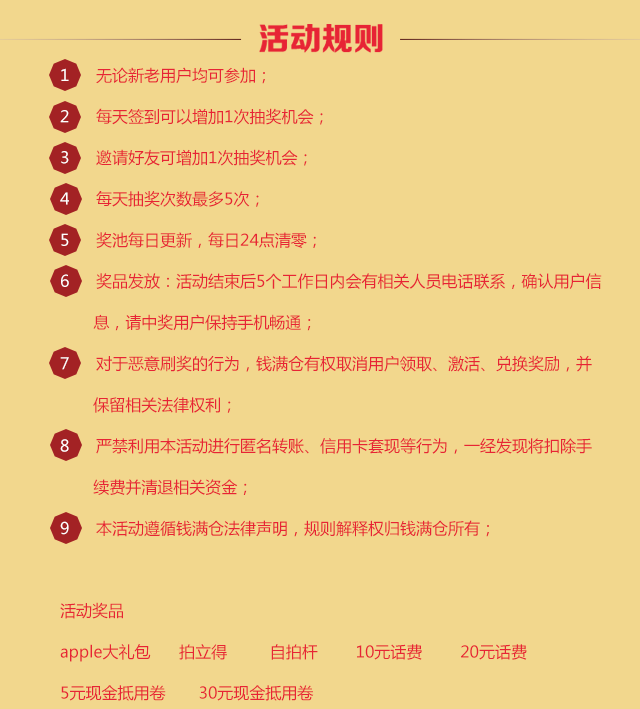 活动规则
1 无论新老用户均可参加；
2 每天签到可以增加1次抽奖机会；
3 邀请好友可增加1次抽奖机会；
4 每天抽奖次数最多5次；
5 奖池每日更新，每日24点清零；
6 奖品发放：活动结束后5个工作日内会有相关人员电话联系，确认用户信
息，请中奖用户保持手机畅通；
7 对于恶意刷奖的行为，钱满仓有权取消用户领取、激活、兑换奖励，并
保留相关法律权利；
8 严禁利用本活动进行匿名转账、信用卡套现等行为，一经发现将扣除手
续费并清退相关资金；
9 本活动遵循钱满仓法律声明，规则解释权归钱满仓所有；
活动奖品
apple大礼包 拍立得 自拍杆 10元话费 20元话费
5元现金抵用卷 30元现金抵用卷